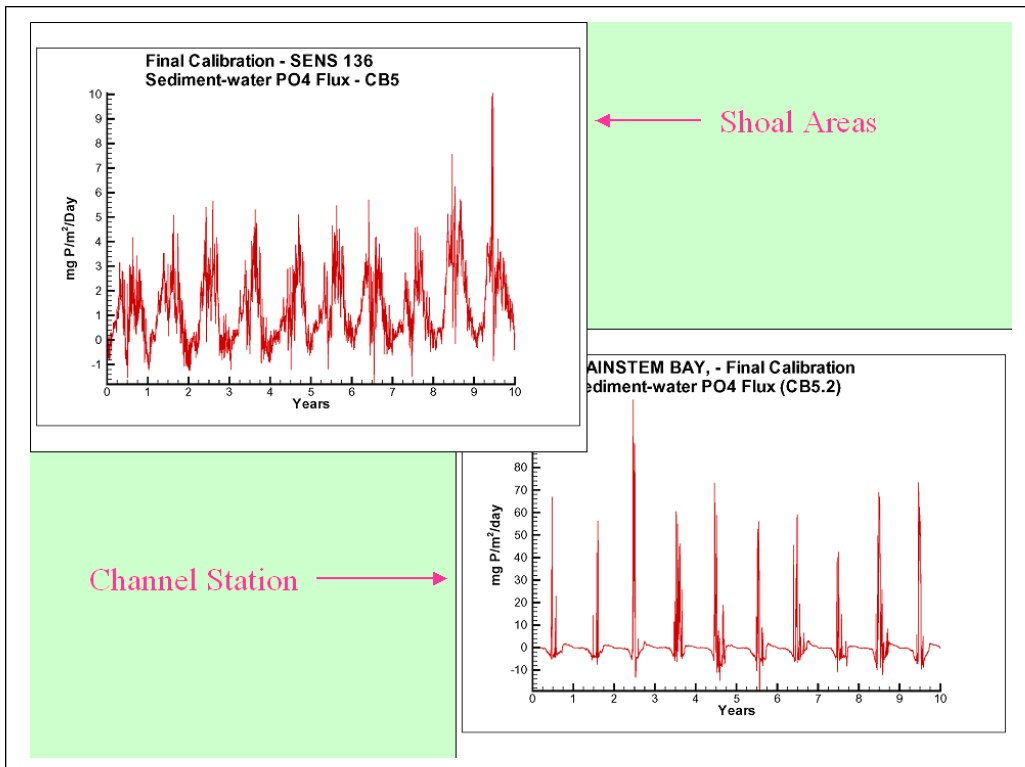 Final Calibration - SENS 136
Sediment-water PO4 Flux - CB5
10
9
8
7
6
5
4
3
2
1
0
-1
mg P/m²/Day
0 1 2 3 4 5 6 7 8 9 10
Years
Shoal Areas
AINSTEM BAY, - Final Calibration
ediment-water PO4 Flux (CB5.2)
80
70
60
50
40
30
20
10
0
-10
mg P/m²/day
0 1 2 3 4 5 6 7 8 9 10
Years
Channel Station